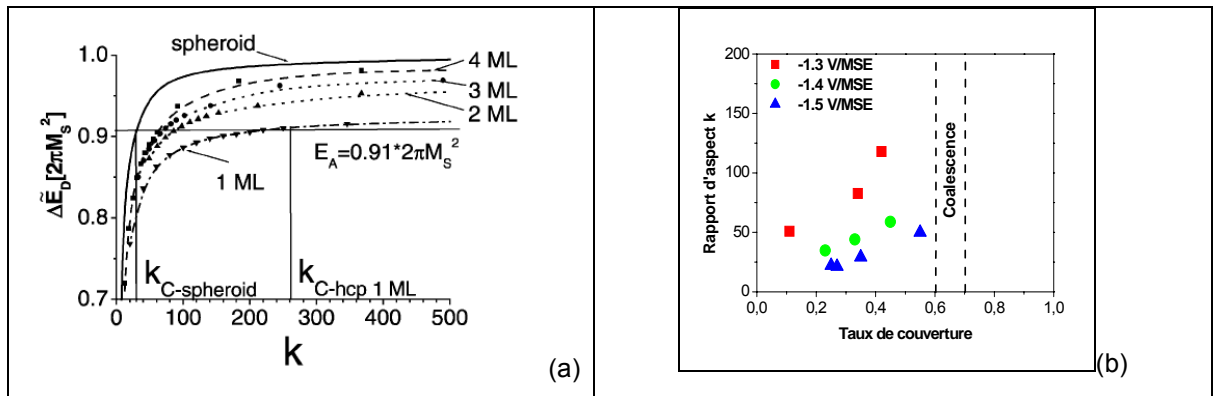 spheroid
4 ML
3 ML
2 ML
1 ML
E_A=0.91*2πM_S^2
k_C-spheroid
k_C-hcp 1 ML
ΔẼ_D[2πM_S^2]
1.0
0.9
0.8
0.7
0 100 200 300 400 500
k
(a)
-1.3 V/MSE
-1.4 V/MSE
-1.5 V/MSE
Coalescence
Rapport d'aspect k
200
150
100
50
0
0,0 0,2 0,4 0,6 0,8 1,0
Taux de couverture
(b)